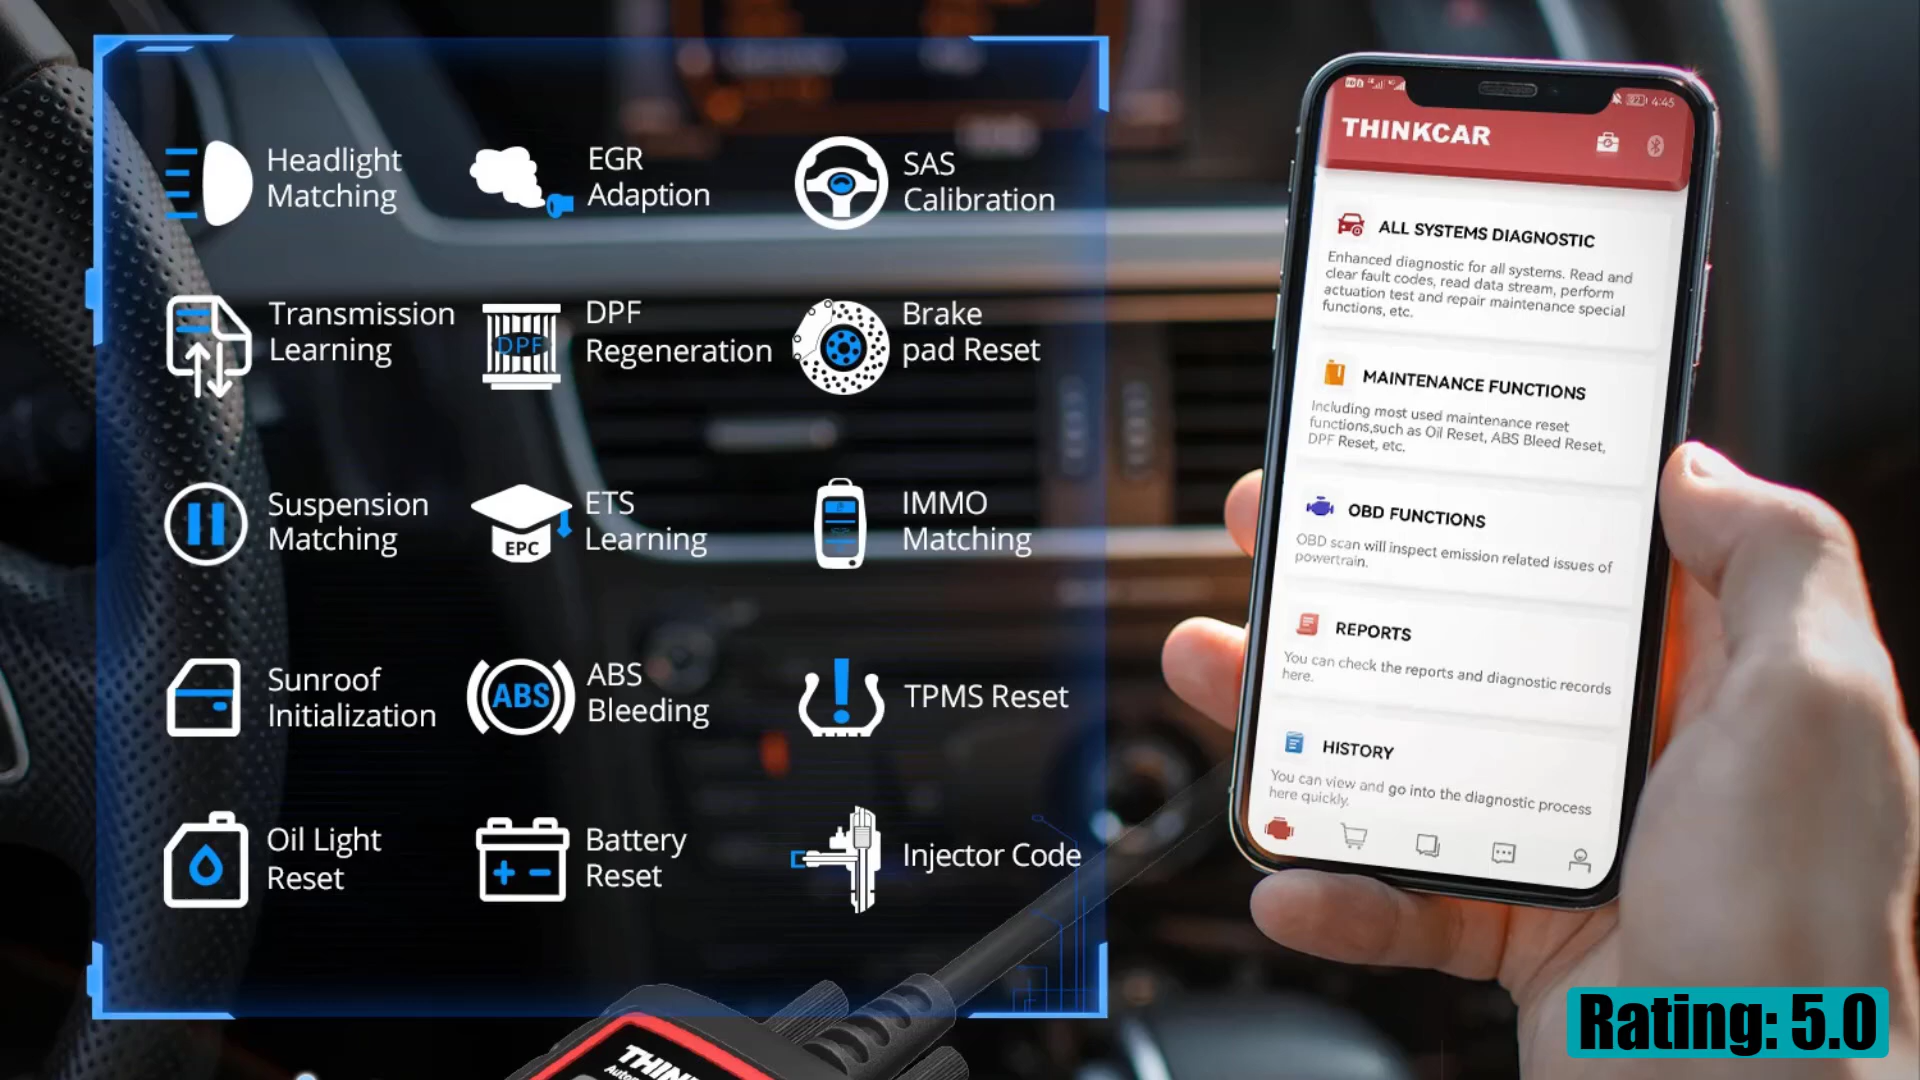 Headlight
Matching
EGR
Adaption
SAS
Calibration
Transmission
Learning
DPF
DPF
Regeneration
Brake
pad Reset
Suspension
Matching
EPC
ETS
Learning
IMMO
Matching
Sunroof
Initialization
ABS
ABS
Bleeding
TPMS Reset
Oil Light
Reset
Battery
Reset
Injector Code
4:45
THINKCAR
ALL SYSTEMS DIAGNOSTIC
Enhanced diagnostic for all systems. Read and
clear fault codes, read data stream, perform
actuation test and repair maintenance special
functions, etc.
MAINTENANCE FUNCTIONS
Including most used maintenance reset
functions,such as Oil Reset, ABS Bleed Reset,
DPF Reset, etc.
OBD FUNCTIONS
OBD scan will inspect emission related issues of
powertrain.
REPORTS
You can check the reports and diagnostic records
here.
HISTORY
You can view and go into the diagnostic process
here quickly.
Rating: 5.0